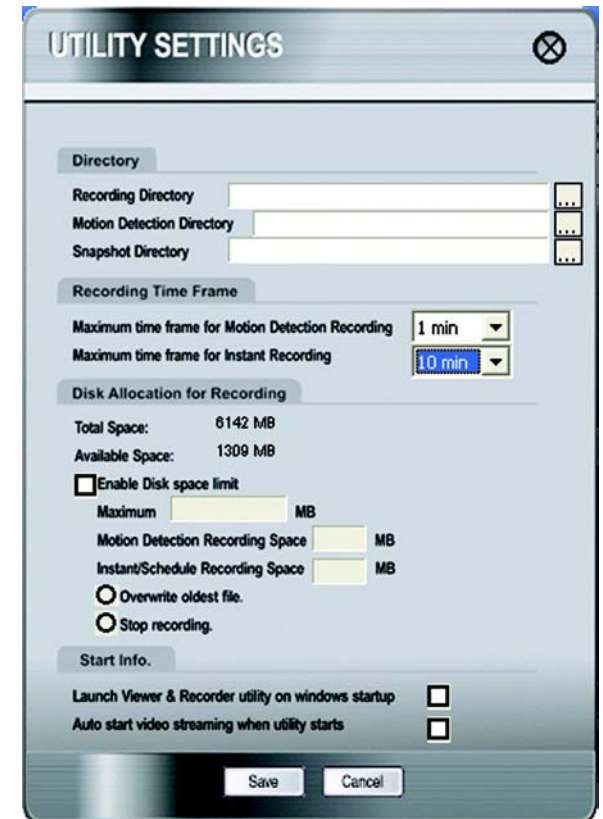 UTILITY SETTINGS
Directory
Recording Directory ...
Motion Detection Directory ...
Snapshot Directory ...
Recording Time Frame
Maximum time frame for Motion Detection Recording 1 min
Maximum time frame for Instant Recording 10 min
Disk Allocation for Recording
Total Space: 6142 MB
Available Space: 1309 MB
Enable Disk space limit
Maximum MB
Motion Detection Recording Space MB
Instant/Schedule Recording Space MB
Overwrite oldest file.
Stop recording.
Start Info.
Launch Viewer & Recorder utility on windows startup
Auto start video streaming when utility starts
Save Cancel